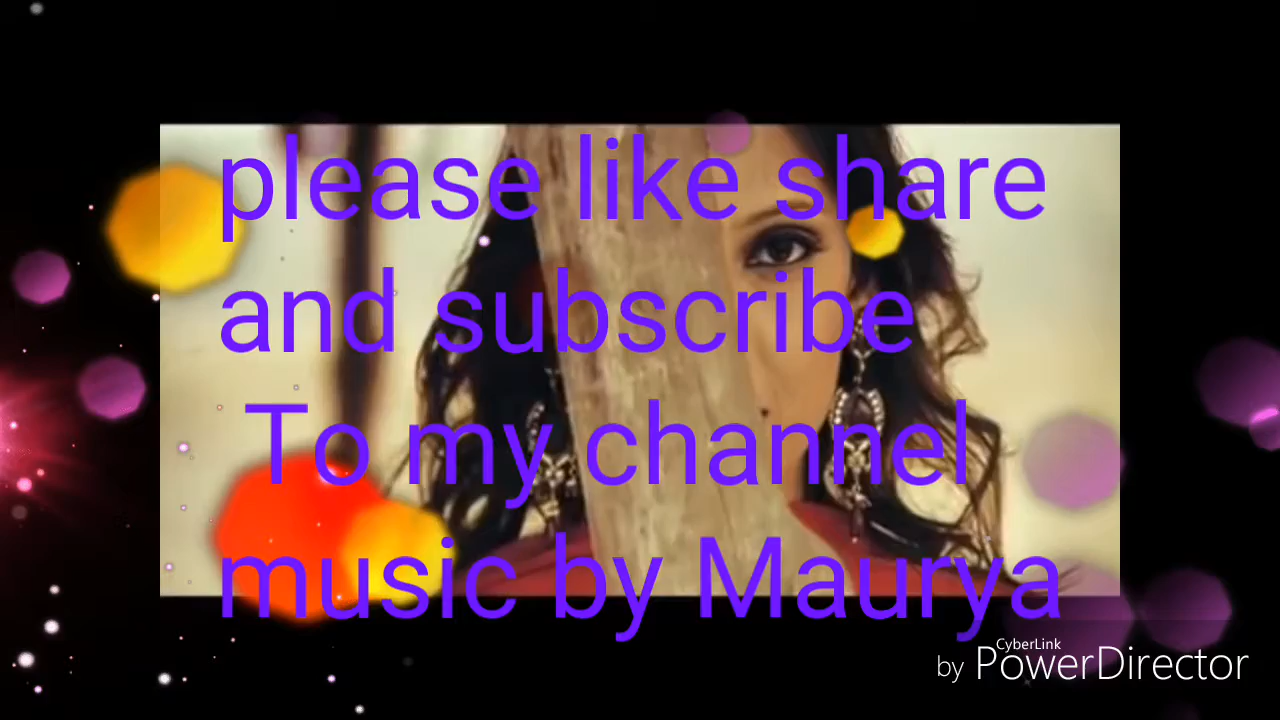 please like share
and subscribe
To my channel
music by Maurya
CyberLink
by PowerDirector